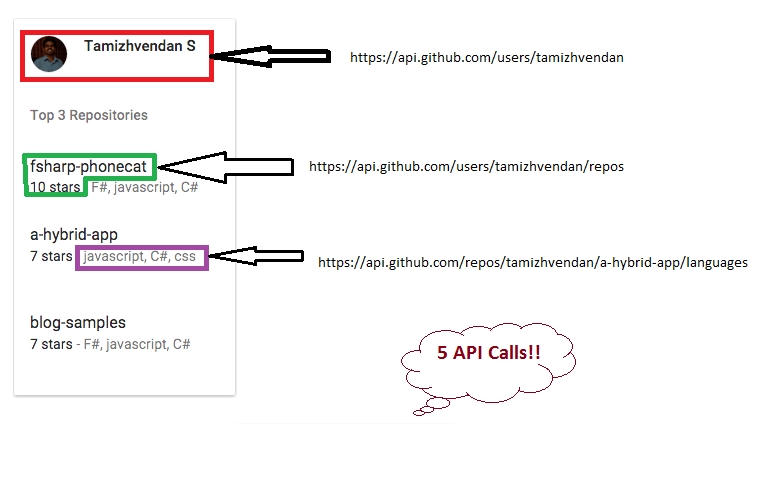 Tamizhvendan S
https://api.github.com/users/tamizhvendan
Top 3 Repositories
fsharp-phonecat
https://api.github.com/users/tamizhvendan/repos
10 stars - F#, javascript, C#
a-hybrid-app
7 stars javascript, C#, css
https://api.github.com/repos/tamizhvendan/a-hybrid-app/languages
blog-samples
7 stars - F#, javascript, C#
5 API Calls!!